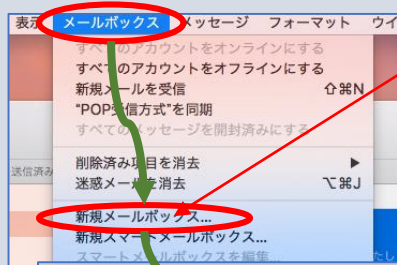 表示 メールボックス メッセージ フォーマット ウイ
すべてのアカウントをオンラインにする
すべてのアカウントをオフラインにする
新規メールを受信 ⇧⌘N
“POP受信方式”を同期
すべてのメッセージを開封済みにする
削除済み項目を消去 ▶
迷惑メールを消去 ⌥⌘J
送信済み
新規メールボックス...
新規スマートメールボックス...
スマートメールボックスを編集...
たし